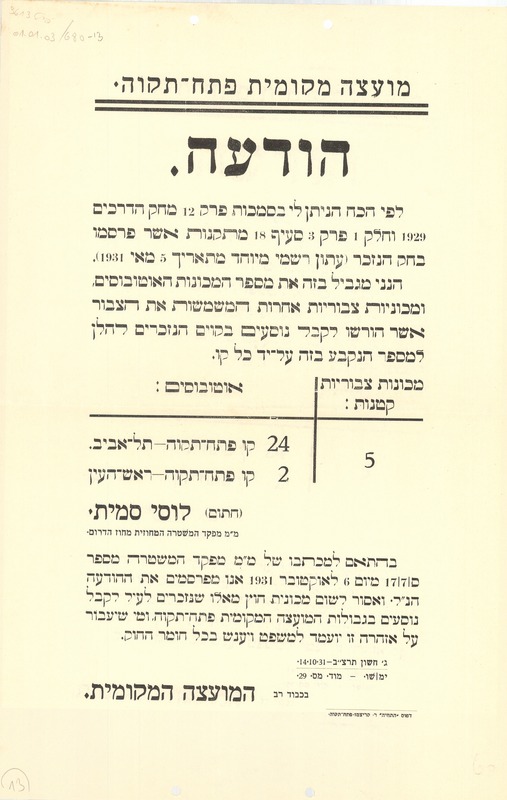 01.01.03/690-13
מועצה מקומית פתח־תקוה.
הודעה.
לפי הכח הניתן לי בסמכות פרק 12 מחק הדרכים
1929 וחלק 1 פרק 3 סעיף 18 מהתקנות אשר פרסמו
בחק הנזכר (עתון רשמי מיוחד מתאריך 5 מאי 1931),
הנני מגביל בזה את מספר המכונות האוטובוסים,
ומכוניות צבוריות אחרות המשמשות את הצבור
אשר הורשו לקבל נוסעים בקוים הנזכרים להלן
למספר הנקבע בזה על־יד כל קו.
מכונות צבוריות
קטנות :
אוטובוסים :
5
24 קו פתח־תקוה—תל־אביב.
2 קו פתח־תקוה—ראש־העין
(חתום) לוסי סמית.
מ״מ מפקד המשטרה המחוזית מחוז הדרום.
בהתאם למכתבו של מ״מ מפקד המשטרה מספר
ס/17/7 מיום 6 לאוקטובר 1931 אנו מפרסמים את ההודעה
הנ״ל. ואסור לשום מכונית חוץ מאלו שנזכרים לעיל לקבל
נוסעים בגבולות המועצה המקומית פתח־תקוה. ומי שיעבור
על אזהרה זו יועמד למשפט ויענש בכל חומר החוק.
ג׳ חשון תרצ״ב–14.10.31
ימ/שו. – מוד. מס. 29
בכבוד רב
המועצה המקומית.
דפוס ״התחיה״ ר. קריצמן־פתח־תקוה.
13